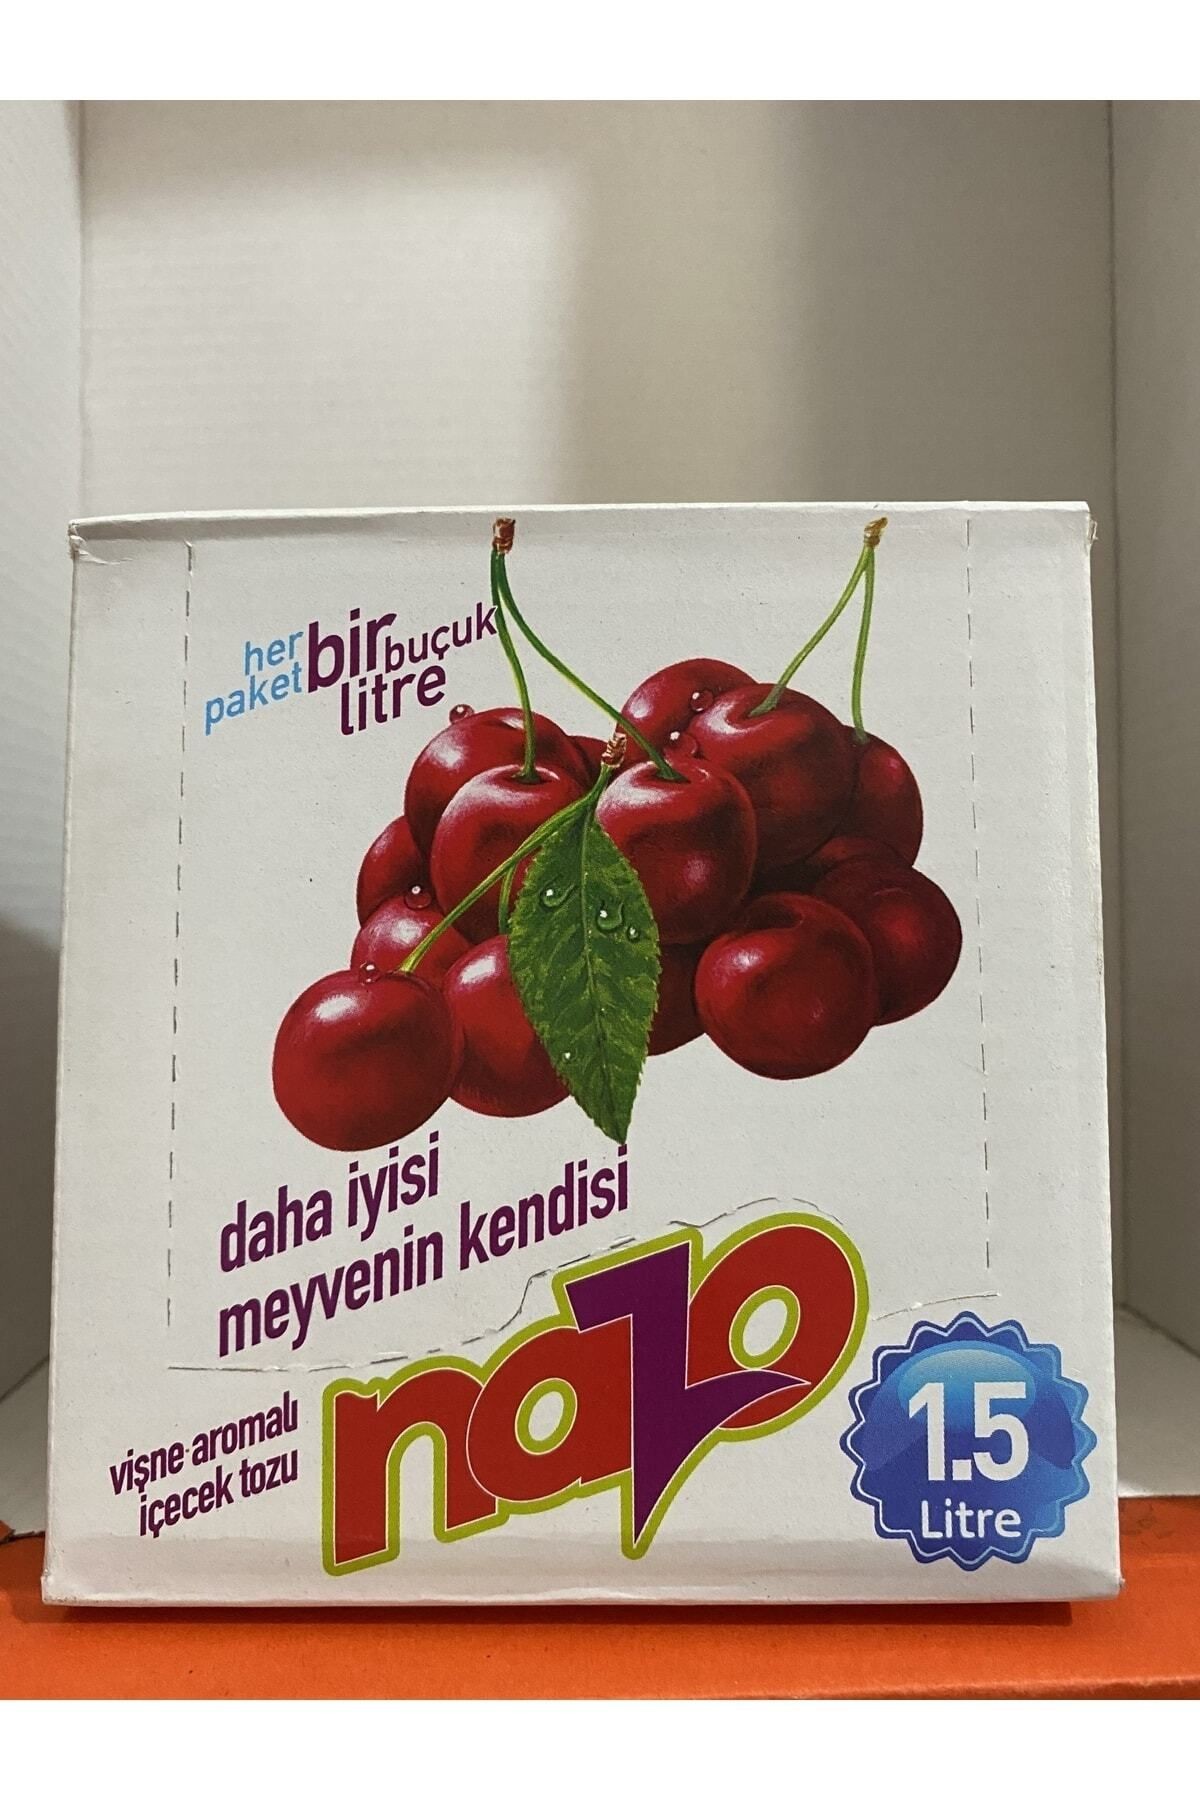 her bir buçuk
paket litre
daha iyisi
meyvenin kendisi
vişne aromalı
içecek tozu
nazo
1.5
Litre